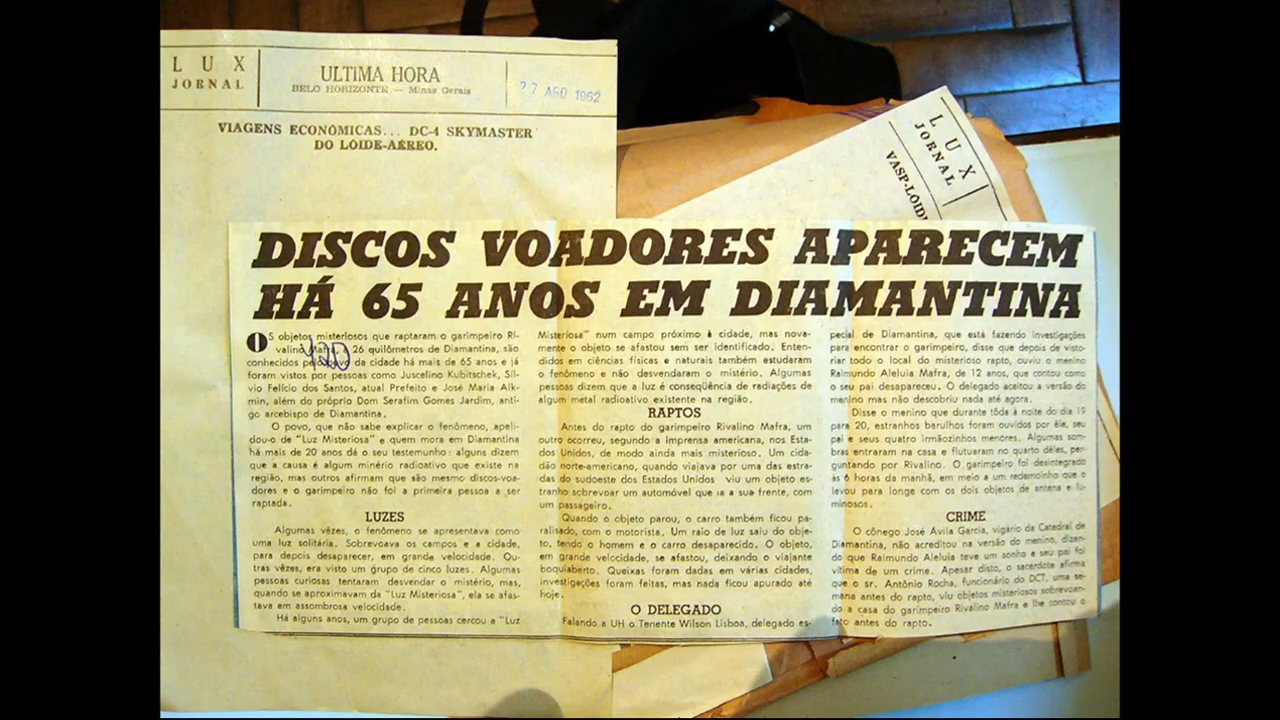 LUX
JORNAL
ULTIMA HORA
BELO HORIZONTE — Minas Gerais
27 AGO 1962
VIAGENS ECONÔMICAS... DC-4 SKYMASTER
DO LÓIDE-AÉREO.
LUX
JORNAL
VASP-LÓID
DISCOS VOADORES APARECEM
HÁ 65 ANOS EM DIAMANTINA
OS objetos misteriosos que raptaram o garimpeiro Ri-
valino 26 quilômetros de Diamantina, são
conhecidos da cidade há mais de 65 anos e já
foram vistos por pessoas como Juscelino Kubitschek, Síl-
vio Felício dos Santos, atual Prefeito e José Maria Alk-
min, além do próprio Dom Serafim Gomes Jardim, anti-
go arcebispo de Diamantina.
O povo, que não sabe explicar o fenômeno, apeli-
dou-o de "Luz Misteriosa" e quem mora em Diamantina
há mais de 20 anos dá o seu testemunho: alguns dizem
que a causa é algum minério radioativo que existe na
região, mas outros afirmam que são mesmo discos-voa-
dores e o garimpeiro não foi a primeira pessoa a ser
raptada.
LUZES
Algumas vêzes, o fenômeno se apresentava como
uma luz solitária. Sobrevoava os campos e a cidade,
para depois desaparecer, em grande velocidade. Ou-
tras vêzes, era visto um grupo de cinco luzes. Algumas
pessoas curiosas tentaram desvendar o mistério, mas,
quando se aproximavam da "Luz Misteriosa", ela se afas-
tava em assombrosa velocidade.
Há alguns anos, um grupo de pessoas cercou a "Luz
Misteriosa" num campo próximo à cidade, mas nova-
mente o objeto se afastou sem ser identificado. Enten-
didos em ciências físicas e naturais também estudaram
o fenômeno e não desvendaram o mistério. Algumas
pessoas dizem que a luz é conseqüência de radiações de
algum metal radioativo existente na região.
RAPTOS
Antes do rapto do garimpeiro Rivalino Mafra, um
outro ocorreu, segundo a imprensa americana, nos Esta-
dos Unidos, de modo ainda mais misterioso. Um cida-
dão norte-americano, quando viajava por uma das estra-
das do sudoeste dos Estados Unidos viu um objeto es-
tranho sobrevoar um automóvel que ia a sua frente, com
um passageiro.
Quando o objeto parou, o carro também ficou pa-
ralisado, com o motorista. Um raio de luz saiu do obje-
to, tendo o homem e o carro desaparecido. O objeto,
em grande velocidade, se afastou, deixando o viajante
boquiaberto. Queixas foram dadas em várias cidades,
investigações foram feitas, mas nada ficou apurado até
hoje.
O DELEGADO
Falando a UH o Tenente Wilson Lisboa, delegado es-
pecial de Diamantina, que está fazendo investigações
para encontrar o garimpeiro, disse que depois de visto-
riar todo o local do misterioso rapto, ouviu o menino
Raimundo Aleluia Mafra, de 12 anos, que contou como
o seu pai desapareceu. O delegado aceitou a versão do
menino mas não descobriu nada até agora.
Disse o menino que durante tôda à noite do dia 19
para 20, estranhos barulhos foram ouvidos por êle, seu
pai e seus quatro irmãozinhos menores. Algumas som-
bras entraram na casa e flutuaram no quarto dêles, per-
guntando por Rivalino. O garimpeiro foi desintegrado
às 6 horas da manhã, em meio a um redemoinho que o
levou para longe com os dois objetos de antena e lu-
minosos.
CRIME
O cônego José Ávila Garcia, vigário da Catedral de
Diamantina, não acreditou na versão do menino, dizen-
do que Raimundo Aleluia teve um sonho e seu pai foi
vítima de um crime. Apesar disto, o sacerdote afirma
que o sr. Antônio Rocha, funcionário do DCT, uma se-
mana antes do rapto, viu objetos misteriosos sobrevoan-
do a casa do garimpeiro Rivalino Mafra e lhe contou o
fato antes do rapto.